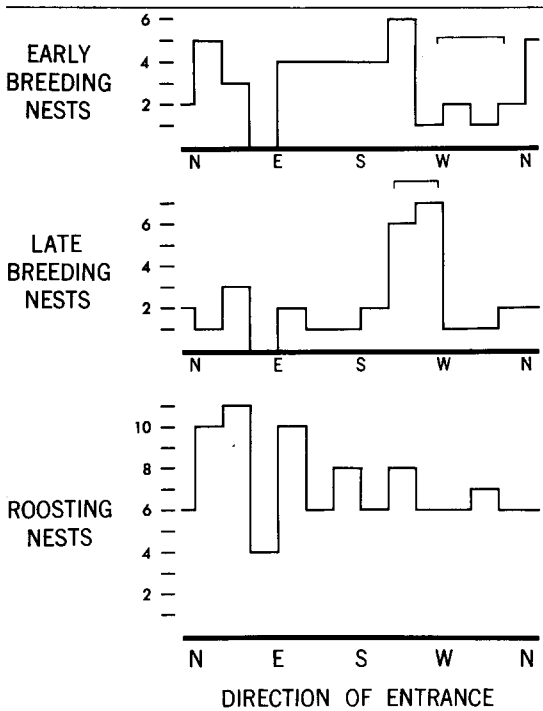 EARLY
BREEDING
NESTS
6
4
2
N E S W N
LATE
BREEDING
NESTS
6
4
2
N E S W N
ROOSTING
NESTS
10
8
6
4
2
N E S W N
DIRECTION OF ENTRANCE